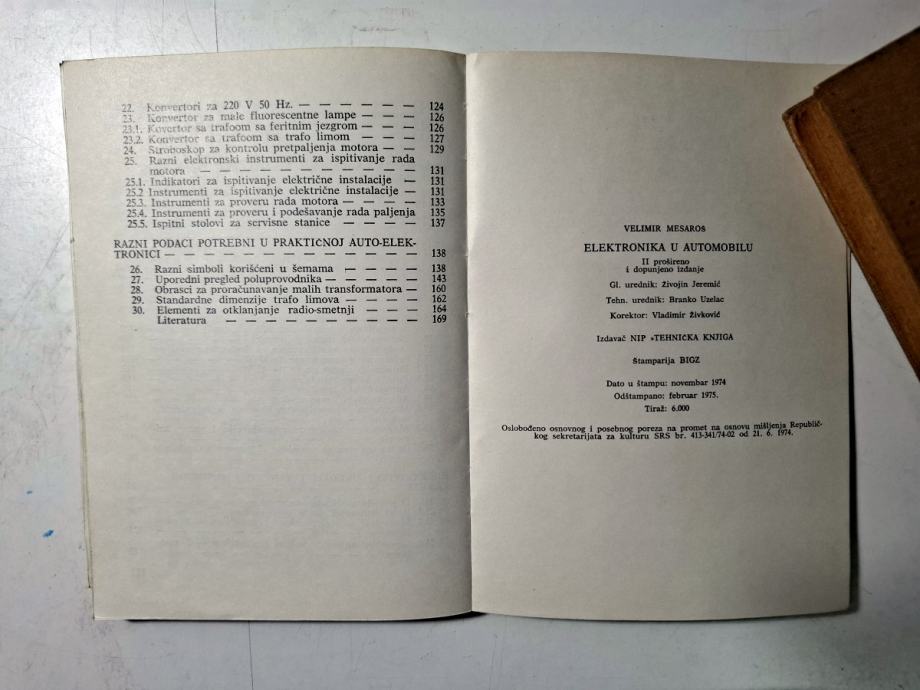 22. Konvertori za 220 V 50 Hz. — — — — — — 124
23. Konvertor za male fluorescentne lampe — — — 126
23.1. Kovertor sa trafoom sa feritnim jezgrom — — — 126
23.2. Konvertor sa trafoom sa trafo limom — — — 127
24. Stroboskop za kontrolu pretpaljenja motora — — — 129
25. Razni elektronski instrumenti za ispitivanje rada
motora — — — — — — — — — — — 131
25.1. Indikatori za ispitivanje električne instalacije — — 131
25.2 Instrumenti za ispitivanje električne instalacije — 131
25.3. Instrumenti za proveru rada motora — — — — 133
25.4. Instrumenti za proveru i podešavanje rada paljenja 135
25.5. Ispitni stolovi za servisne stanice — — — — 137
RAZNI PODACI POTREBNI U PRAKTIČNOJ AUTO-ELEK-
TRONICI — — — — — — — — — — — — — 138
26. Razni simboli korišćeni u šemama — — — — 138
27. Uporedni pregled poluprovodnika — — — — — 143
28. Obrasci za proračunavanje malih transformatora — 160
29. Standardne dimenzije trafo limova — — — — 162
30. Elementi za otklanjanje radio-smetnji — — — — 164
Literatura — — — — — — — — — — 169
VELIMIR MESAROŠ
ELEKTRONIKA U AUTOMOBILU
II prošireno
i dopunjeno izdanje
Gl. urednik: Živojin Jeremić
Tehn. urednik: Branko Uzelac
Korektor: Vladimir Živković
Izdavač NIP »TEHNIČKA KNJIGA
Štamparija BIGZ
Dato u štampu: novembar 1974
Odštampano: februar 1975.
Tiraž: 6.000
Oslobođeno osnovnog i posebnog poreza na promet na osnovu mišljenja Republič-
kog sekretarijata za kulturu SRS br. 413-341/74-02 od 21. 6. 1974.